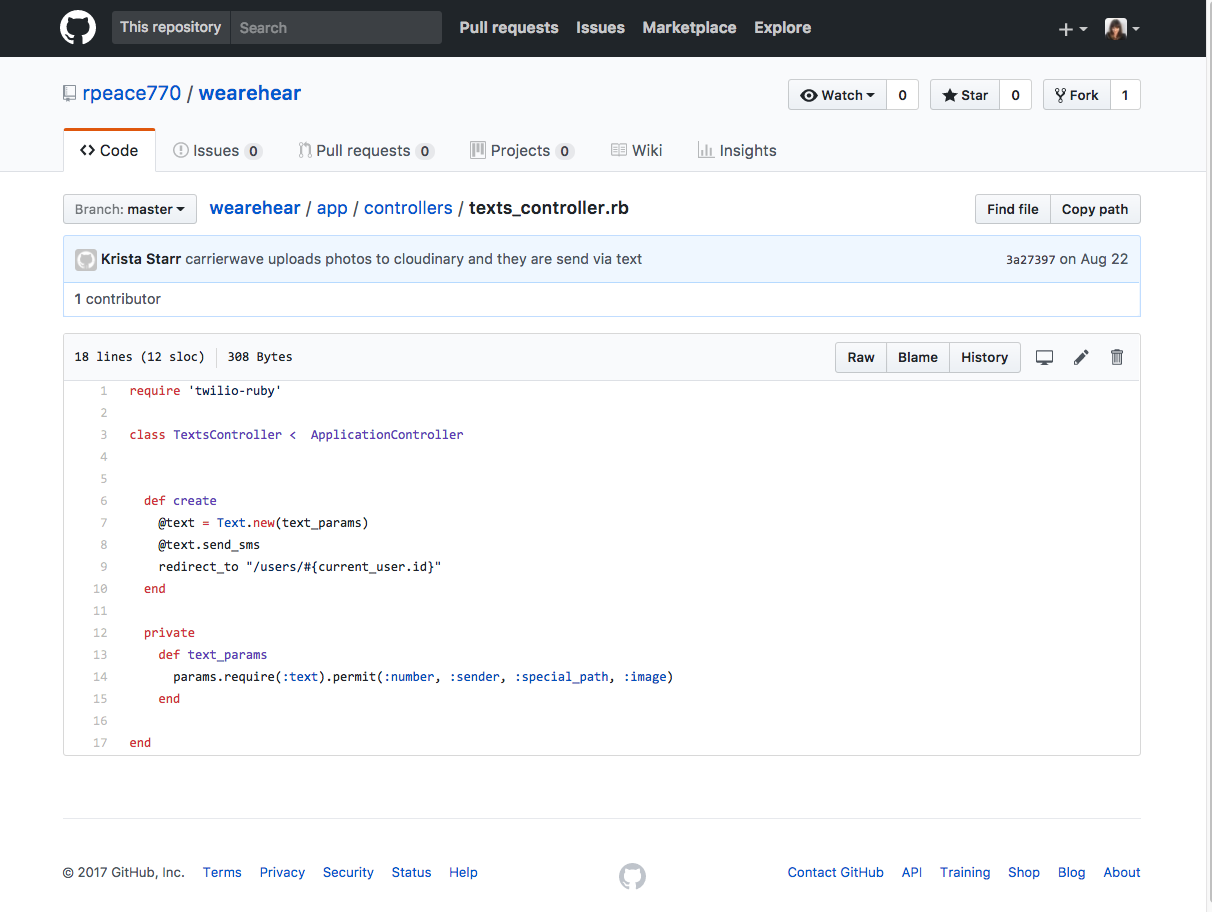 This repository Search Pull requests Issues Marketplace Explore
rpeace770 / wearehear Watch 0 Star 0 Fork 1
Code Issues 0 Pull requests 0 Projects 0 Wiki Insights
Branch: master wearehear / app / controllers / texts_controller.rb Find file Copy path
Krista Starr carrierwave uploads photos to cloudinary and they are send via text 3a27397 on Aug 22
1 contributor
18 lines (12 sloc) 308 Bytes Raw Blame History
1 require 'twilio-ruby'
2
3 class TextsController <  ApplicationController
4
5
6   def create
7     @text = Text.new(text_params)
8     @text.send_sms
9     redirect_to "/users/#{current_user.id}"
10   end
11
12   private
13     def text_params
14       params.require(:text).permit(:number, :sender, :special_path, :image)
15     end
16
17 end
© 2017 GitHub, Inc. Terms Privacy Security Status Help Contact GitHub API Training Shop Blog About